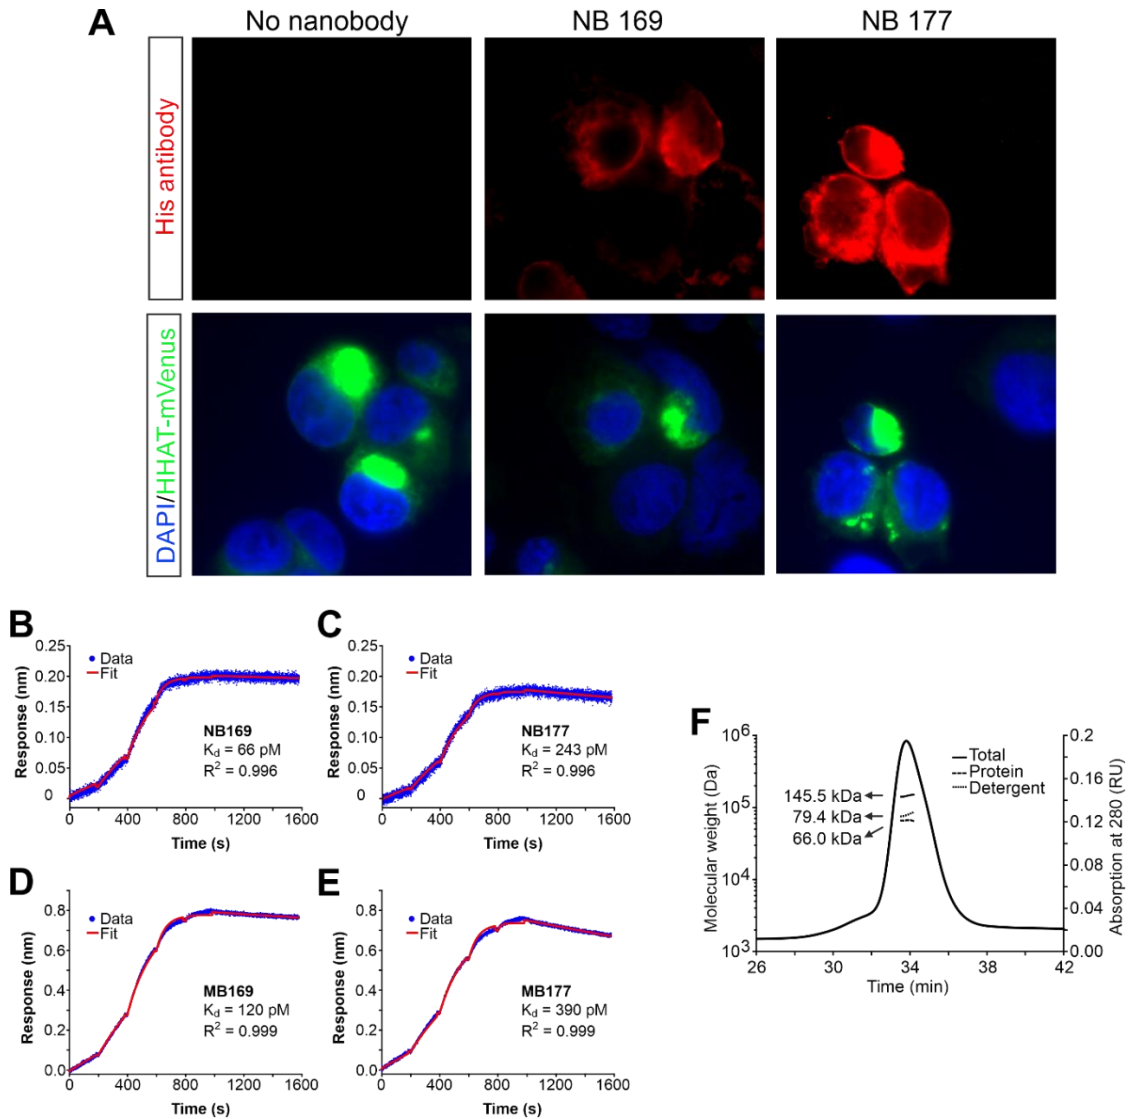 A
No nanobody
NB 169
NB 177
His antibody
DAPI/HHAT-mVenus
B
Response (nm)
0.25
0.20
0.15
0.10
0.05
0
Data
Fit
NB169
Kd = 66 pM
R2 = 0.996
0 400 800 1200 1600
Time (s)
C
Response (nm)
0.25
0.20
0.15
0.10
0.05
0
Data
Fit
NB177
Kd = 243 pM
R2 = 0.996
0 400 800 1200 1600
Time (s)
D
Response (nm)
0.8
0.6
0.4
0.2
0.0
Data
Fit
MB169
Kd = 120 pM
R2 = 0.999
0 400 800 1200 1600
Time (s)
E
Response (nm)
0.8
0.6
0.4
0.2
0.0
Data
Fit
MB177
Kd = 390 pM
R2 = 0.999
0 400 800 1200 1600
Time (s)
F
Molecular weight (Da)
106
105
104
103
145.5 kDa
79.4 kDa
66.0 kDa
Total
Protein
Detergent
0.2
0.16
0.12
0.08
0.04
0.00
Absorption at 280 (RU)
26 30 34 38 42
Time (min)